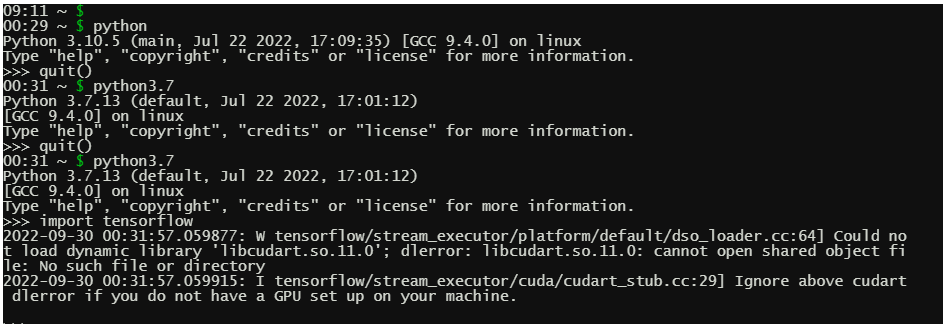 09:11 ~ $
00:29 ~ $ python
Python 3.10.5 (main, Jul 22 2022, 17:09:35) [GCC 9.4.0] on linux
Type "help", "copyright", "credits" or "license" for more information.
>>> quit()
00:31 ~ $ python3.7
Python 3.7.13 (default, Jul 22 2022, 17:01:12)
[GCC 9.4.0] on linux
Type "help", "copyright", "credits" or "license" for more information.
>>> quit()
00:31 ~ $ python3.7
Python 3.7.13 (default, Jul 22 2022, 17:01:12)
[GCC 9.4.0] on linux
Type "help", "copyright", "credits" or "license" for more information.
>>> import tensorflow
2022-09-30 00:31:57.059877: W tensorflow/stream_executor/platform/default/dso_loader.cc:64] Could no
t load dynamic library 'libcudart.so.11.0'; dlerror: libcudart.so.11.0: cannot open shared object fi
le: No such file or directory
2022-09-30 00:31:57.059915: I tensorflow/stream_executor/cuda/cudart_stub.cc:29] Ignore above cudart
dlerror if you do not have a GPU set up on your machine.